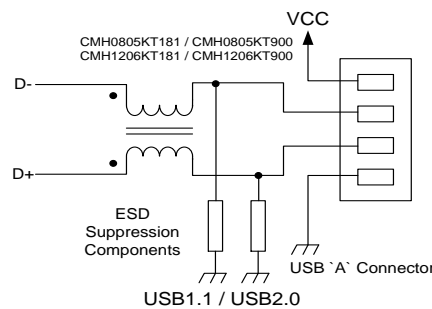 VCC
CMH0805KT181 / CMH0805KT900
CMH1206KT181 / CMH1206KT900
D-
D+
ESD
Suppression
Components
USB `A` Connector
USB1.1 / USB2.0